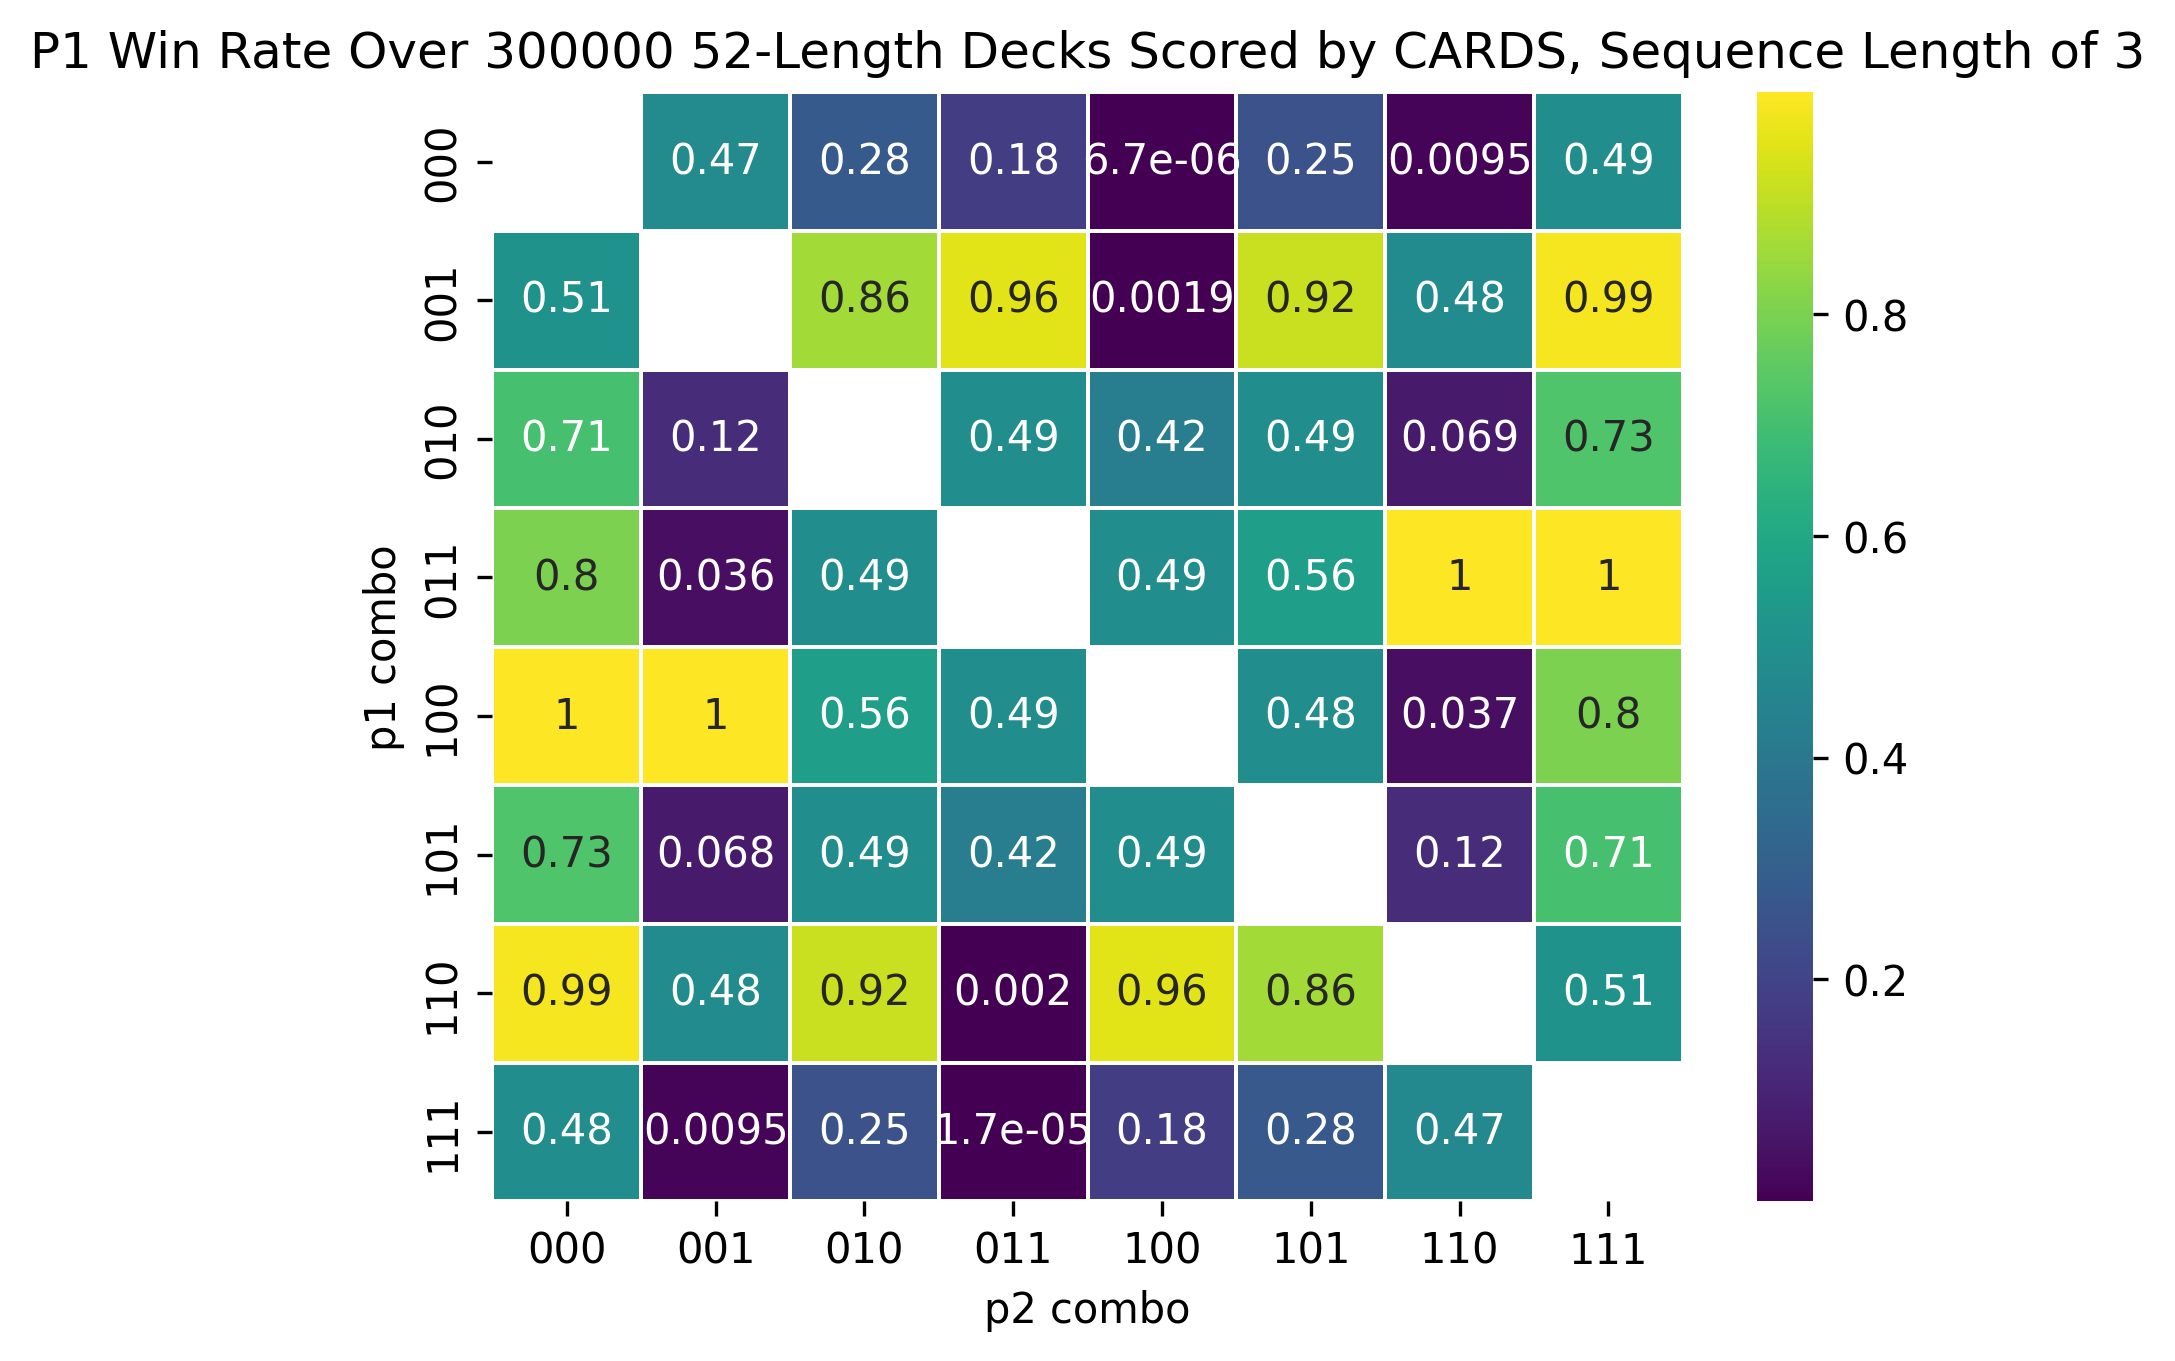 P1 Win Rate Over 300000 52-Length Decks Scored by CARDS, Sequence Length of 3
000 0.47 0.28 0.18 6.7e-06 0.25 0.0095 0.49
001 0.51 0.86 0.96 0.0019 0.92 0.48 0.99
010 0.71 0.12 0.49 0.42 0.49 0.069 0.73
011 0.8 0.036 0.49 0.49 0.56 1 1
100 1 1 0.56 0.49 0.48 0.037 0.8
101 0.73 0.068 0.49 0.42 0.49 0.12 0.71
110 0.99 0.48 0.92 0.002 0.96 0.86 0.51
111 0.48 0.0095 0.25 1.7e-05 0.18 0.28 0.47
000 001 010 011 100 101 110 111
p2 combo
p1 combo
0.8
0.6
0.4
0.2